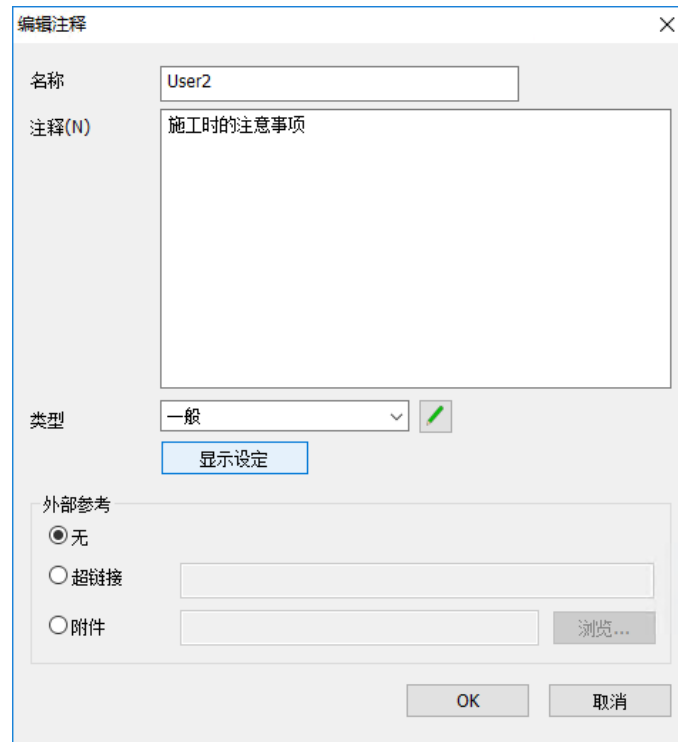 编辑注释
名称
User2
注释(N)
施工时的注意事项
类型
一般
显示设定
外部参考
无
超链接
附件
浏览...
OK
取消